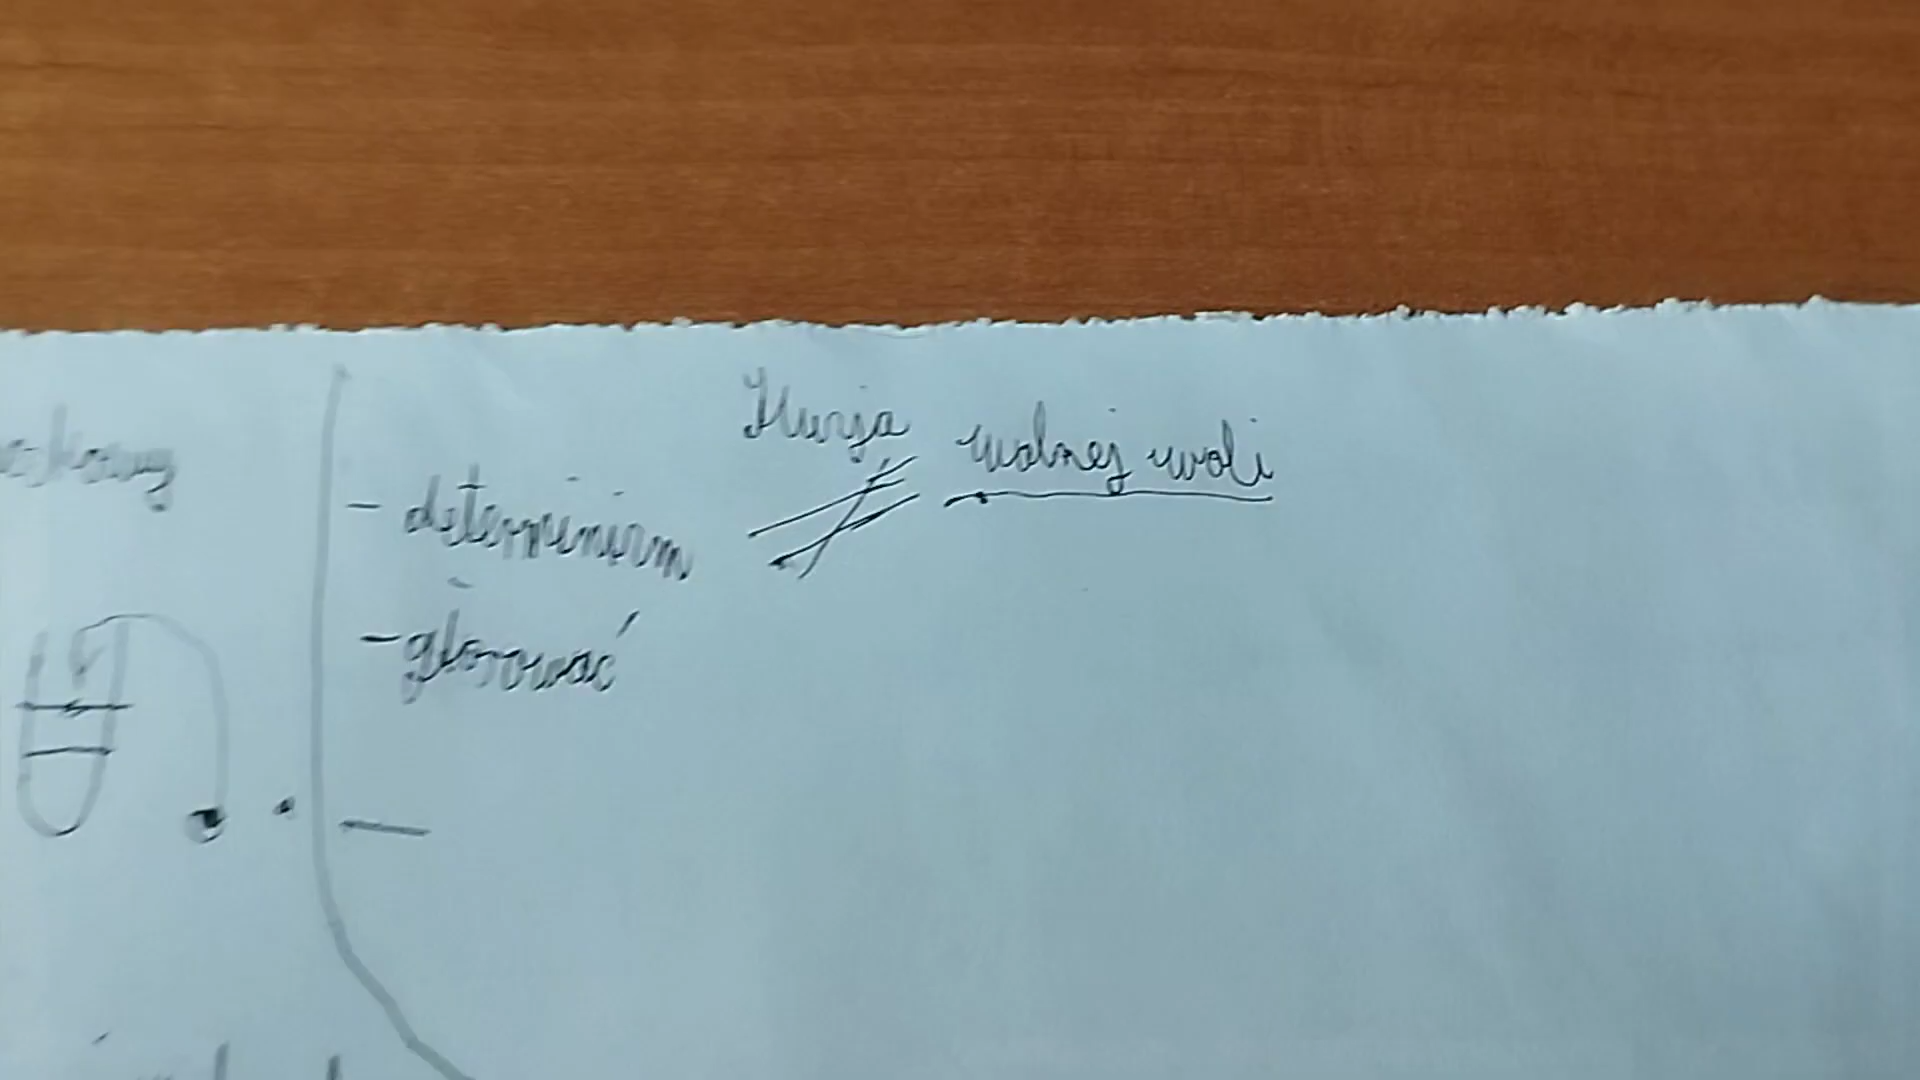 Iluzja wolnej woli
- determinizm
- głosować
-